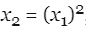 x₂ = (x₁)²,